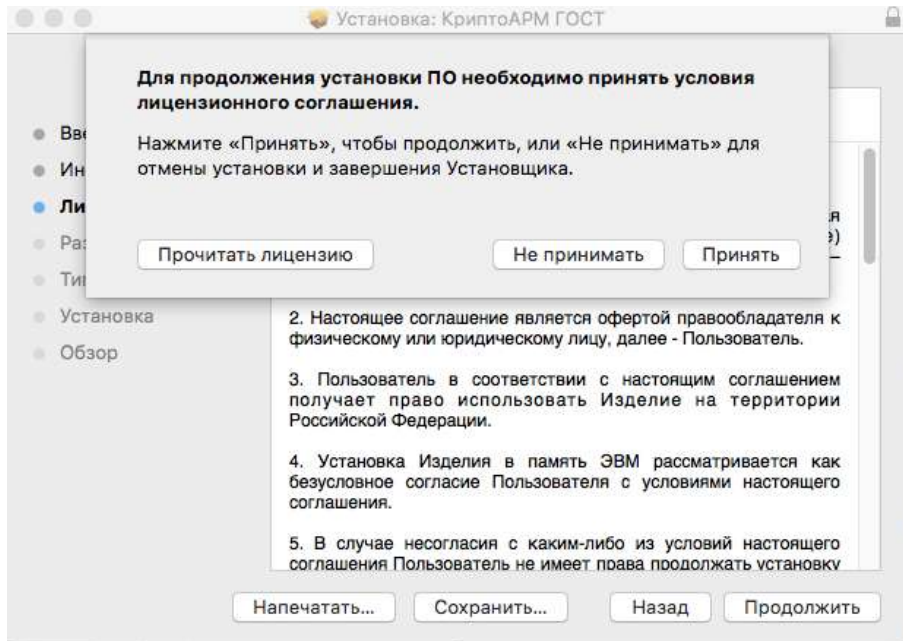 Установка: КриптоАРМ ГОСТ
Для продолжения установки ПО необходимо принять условия
лицензионного соглашения.
Нажмите «Принять», чтобы продолжить, или «Не принимать» для
отмены установки и завершения Установщика.
Прочитать лицензию
Не принимать
Принять
Установка
Обзор
2. Настоящее соглашение является офертой правообладателя к
физическому или юридическому лицу, далее - Пользователь.
3. Пользователь в соответствии с настоящим соглашением
получает право использовать Изделие на территории
Российской Федерации.
4. Установка Изделия в память ЭВМ рассматривается как
безусловное согласие Пользователя с условиями настоящего
соглашения.
5. В случае несогласия с каким-либо из условий настоящего
соглашения Пользователь не имеет права продолжать установку
Напечатать...
Сохранить...
Назад
Продолжить